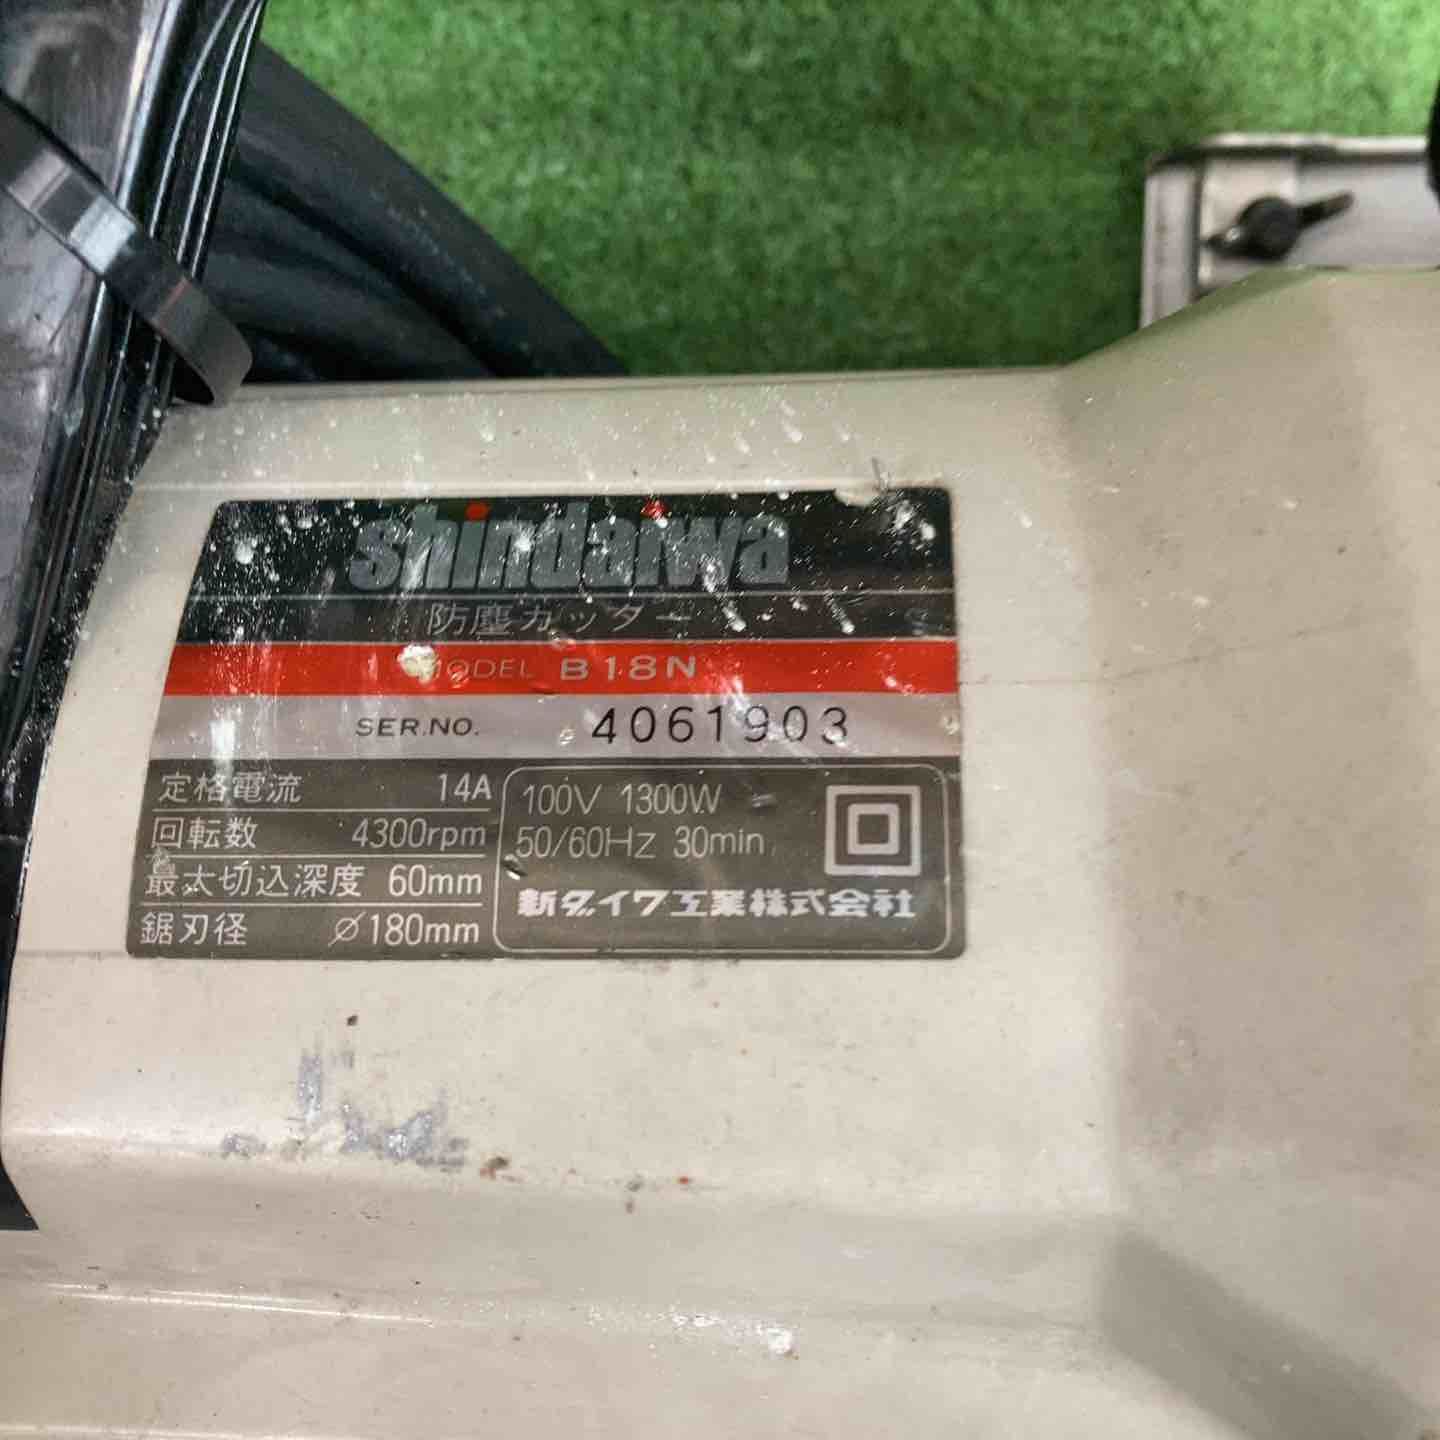 shindaiwa
防塵カッター
MODEL B18N
SER.NO. 4061903
定格電流 14A
回転数 4300rpm
最大切込深度 60mm
鋸刃径 ⌀180mm
100V 1300W
50/60Hz 30min
新ダイワ工業株式会社